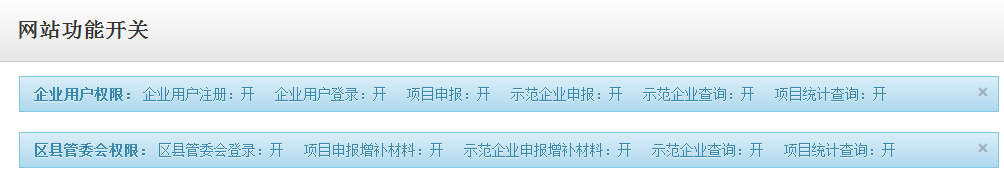 网站功能开关
企业用户权限： 企业用户注册：开 企业用户登录：开 项目申报：开 示范企业申报：开 示范企业查询：开 项目统计查询：开 ×
区县管委会权限： 区县管委会登录：开 项目申报增补材料：开 示范企业申报增补材料：开 示范企业查询：开 项目统计查询：开 ×